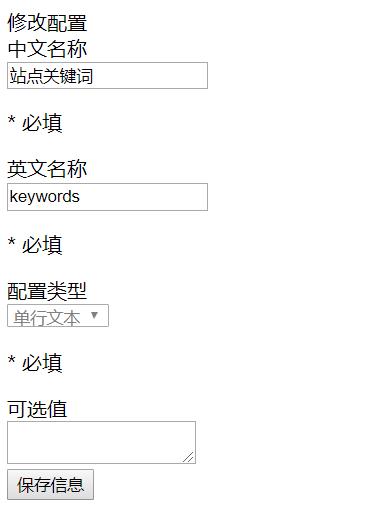 修改配置
中文名称
站点关键词
* 必填
英文名称
keywords
* 必填
配置类型
单行文本
* 必填
可选值
保存信息